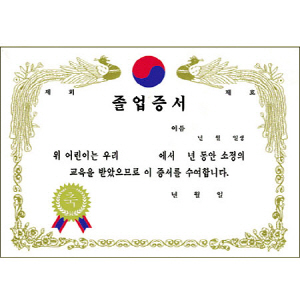 제 회 제 호
졸업증서
이름
년 월 일생
위 어린이는 우리 에서 년 동안 소정의
교육을 받았으므로 이 증서를 수여합니다.
년 월 일
축